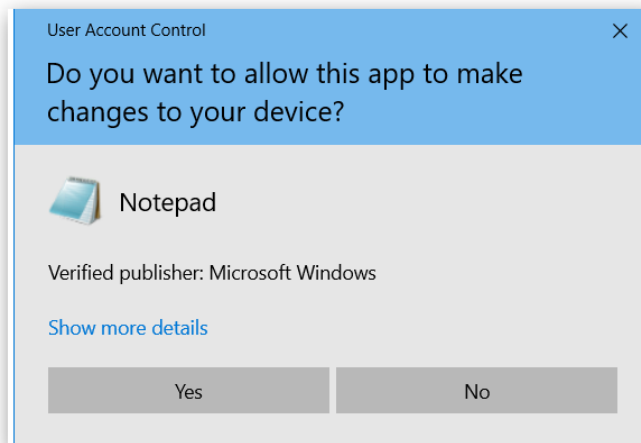 User Account Control
Do you want to allow this app to make
changes to your device?
Notepad
Verified publisher: Microsoft Windows
Show more details
Yes
No